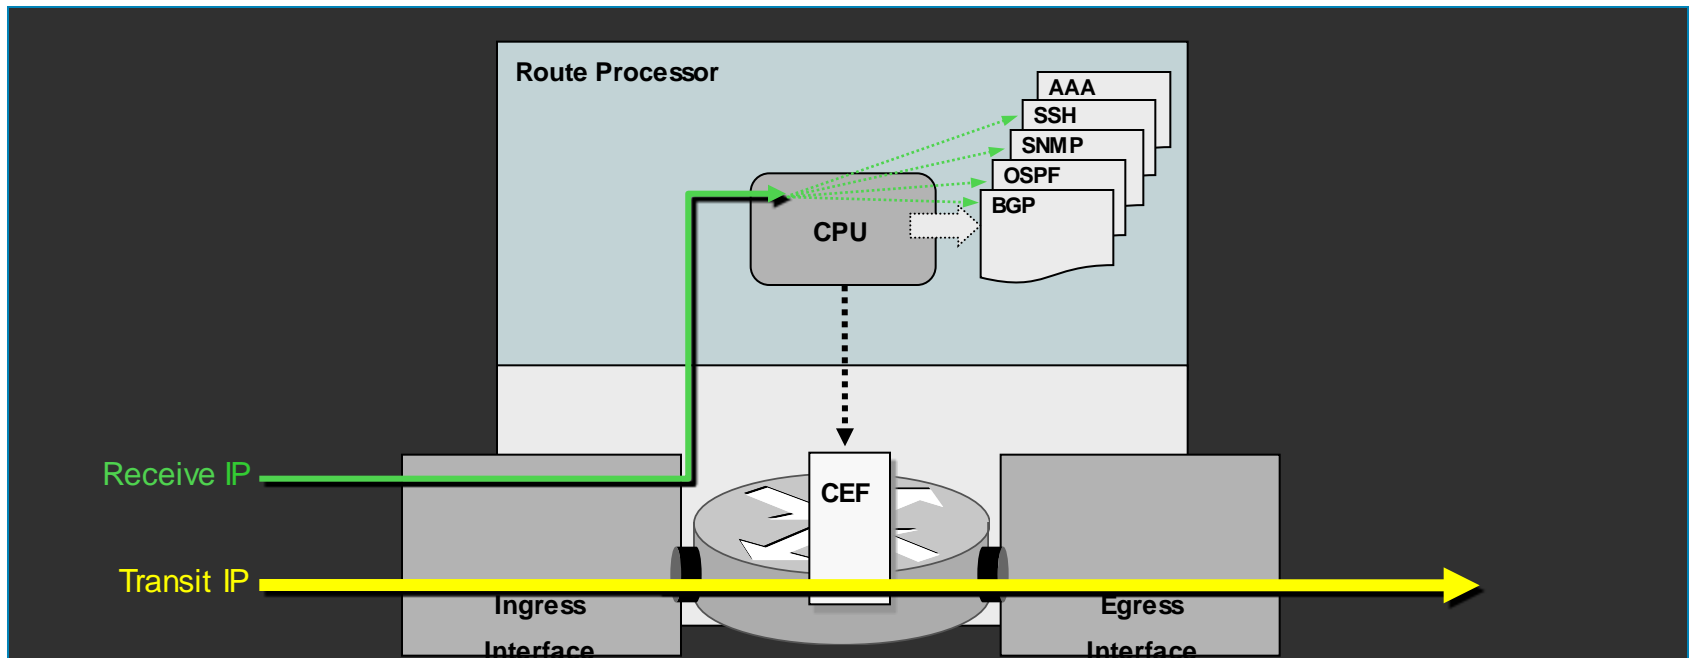 Route Processor
AAA
SSH
SNMP
OSPF
BGP
CPU
Receive IP
CEF
Transit IP
Ingress
Interface
Egress
Interface